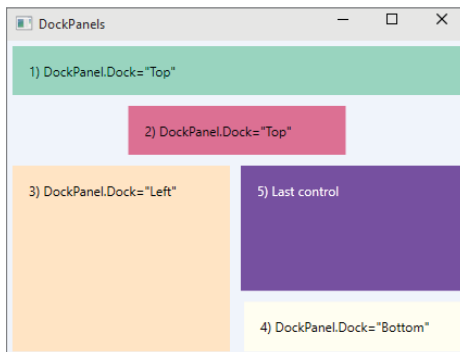 DockPanels
1) DockPanel.Dock="Top"
2) DockPanel.Dock="Top"
3) DockPanel.Dock="Left"
5) Last control
4) DockPanel.Dock="Bottom"